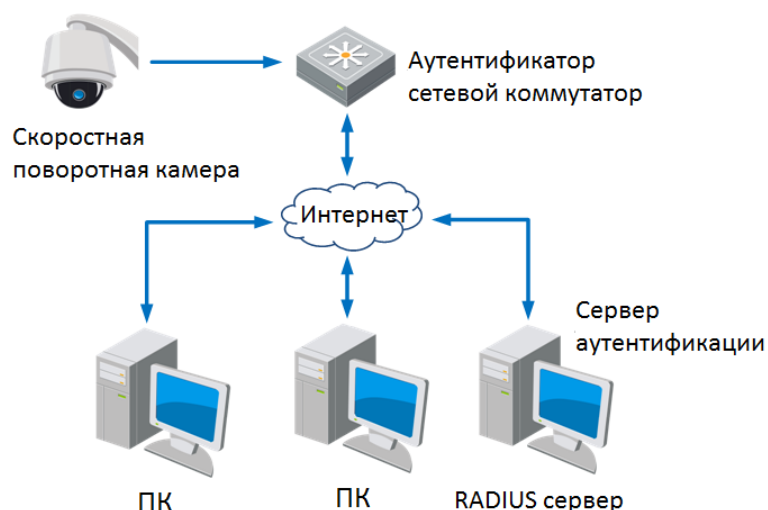 Аутентификатор
сетевой коммутатор
Скоростная
поворотная камера
Интернет
Сервер
аутентификации
ПК
ПК
RADIUS сервер